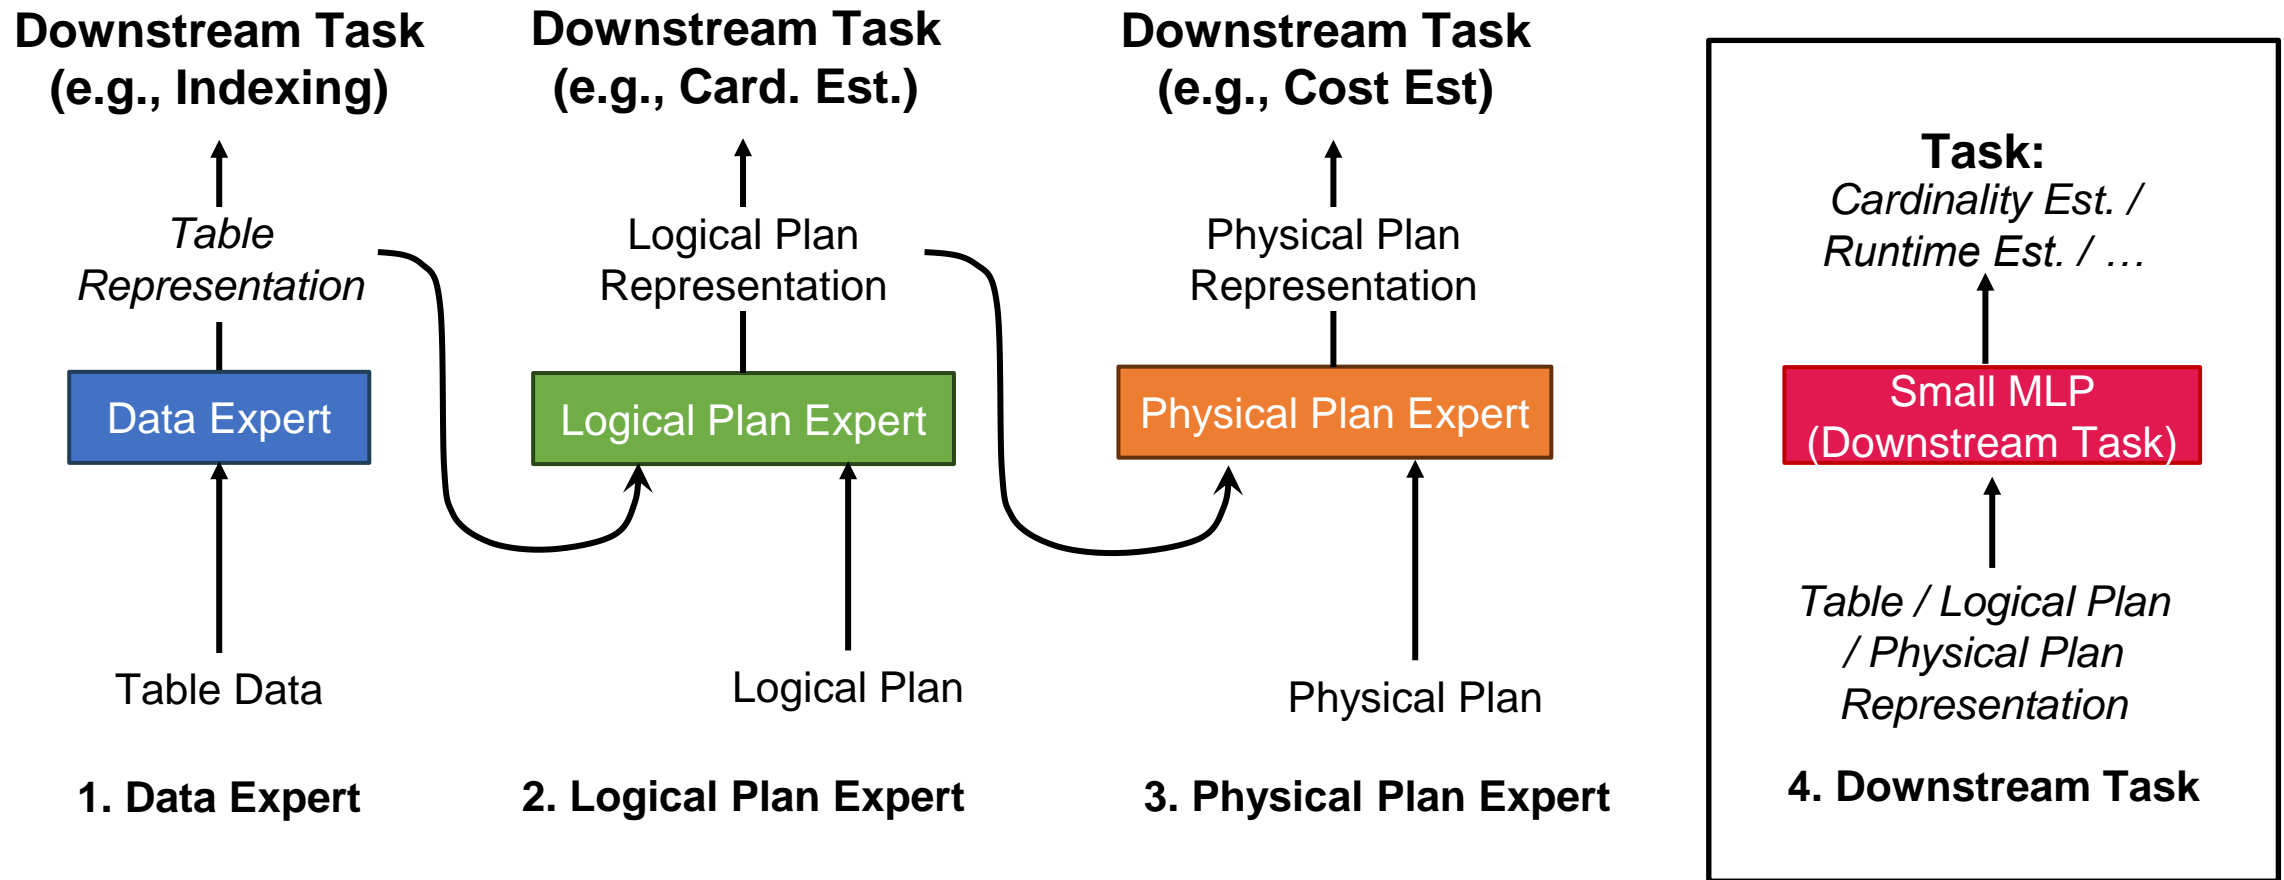 Downstream Task
(e.g., Indexing)
Table
Representation
Data Expert
Table Data
1. Data Expert
Downstream Task
(e.g., Card. Est.)
Logical Plan
Representation
Logical Plan Expert
Logical Plan
2. Logical Plan Expert
Downstream Task
(e.g., Cost Est)
Physical Plan
Representation
Physical Plan Expert
Physical Plan
3. Physical Plan Expert
Task:
Cardinality Est. /
Runtime Est. / …
Small MLP
(Downstream Task)
Table / Logical Plan
/ Physical Plan
Representation
4. Downstream Task